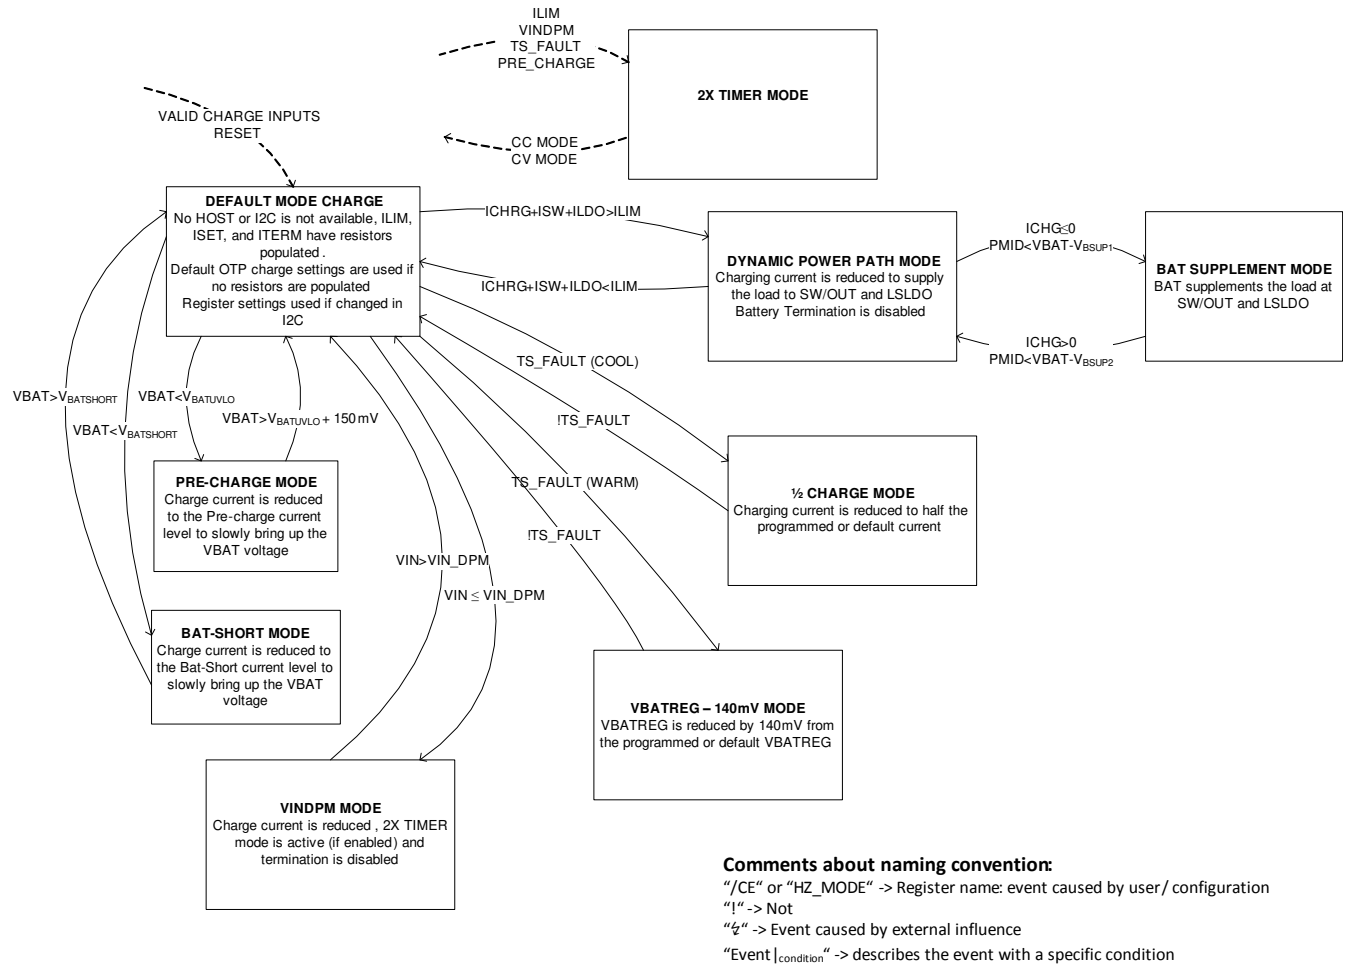 ILIM
VINDPM
TS_FAULT
PRE_CHARGE
2X TIMER MODE
VALID CHARGE INPUTS
RESET
CC MODE
CV MODE
DEFAULT MODE CHARGE
No HOST or I2C is not available, ILIM,
ISET, and ITERM have resistors
populated .
Default OTP charge settings are used if
no resistors are populated
Register settings used if changed in
I2C
ICHRG+ISW+ILDO>ILIM
ICHRG+ISW+ILDO<ILIM
DYNAMIC POWER PATH MODE
Charging current is reduced to supply
the load to SW/OUT and LSLDO
Battery Termination is disabled
ICHG≤0
PMID<VBAT-VBSUP1
BAT SUPPLEMENT MODE
BAT supplements the load at
SW/OUT and LSLDO
ICHG>0
PMID<VBAT-VBSUP2
TS_FAULT (COOL)
!TS_FAULT
VBAT>VBATSHORT
VBAT<VBATUVLO
VBAT>VBATUVLO + 150mV
VBAT<VBATSHORT
PRE-CHARGE MODE
Charge current is reduced
to the Pre-charge current
level to slowly bring up the
VBAT voltage
TS_FAULT (WARM)
!TS_FAULT
½ CHARGE MODE
Charging current is reduced to half the
programmed or default current
VIN>VIN_DPM
VIN ≤ VIN_DPM
BAT-SHORT MODE
Charge current is reduced to
the Bat-Short current level to
slowly bring up the VBAT
voltage
VBATREG – 140mV MODE
VBATREG is reduced by 140mV from
the programmed or default VBATREG
VINDPM MODE
Charge current is reduced , 2X TIMER
mode is active (if enabled) and
termination is disabled
Comments about naming convention:
“/CE“ or “HZ_MODE“ -> Register name: event caused by user/ configuration
“!“ -> Not
“↯“ -> Event caused by external influence
“Event|condition“ -> describes the event with a specific condition